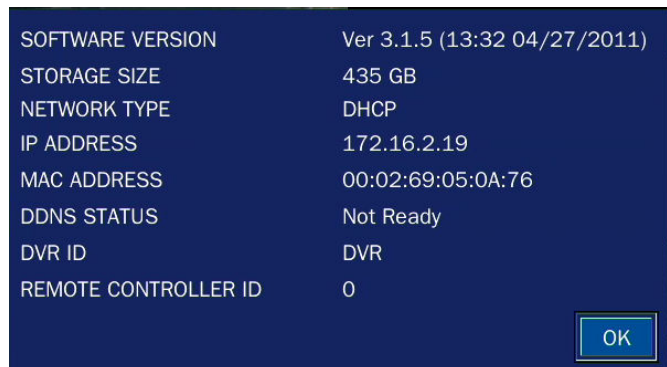 SOFTWARE VERSION Ver 3.1.5 (13:32 04/27/2011)
STORAGE SIZE 435 GB
NETWORK TYPE DHCP
IP ADDRESS 172.16.2.19
MAC ADDRESS 00:02:69:05:0A:76
DDNS STATUS Not Ready
DVR ID DVR
REMOTE CONTROLLER ID 0
OK